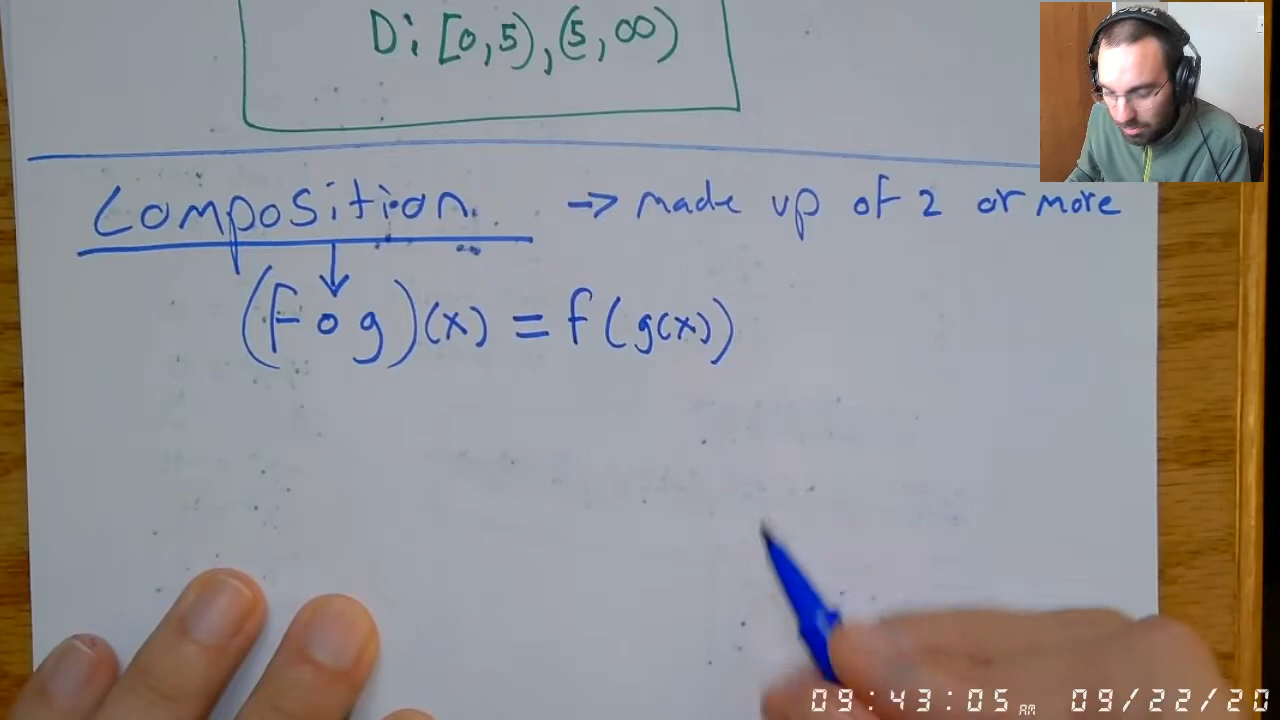 D: [0,5),(5,∞)
Composition → made up of 2 or more
(f∘g)(x) = f(g(x))
09:43:05 AM 09/22/20